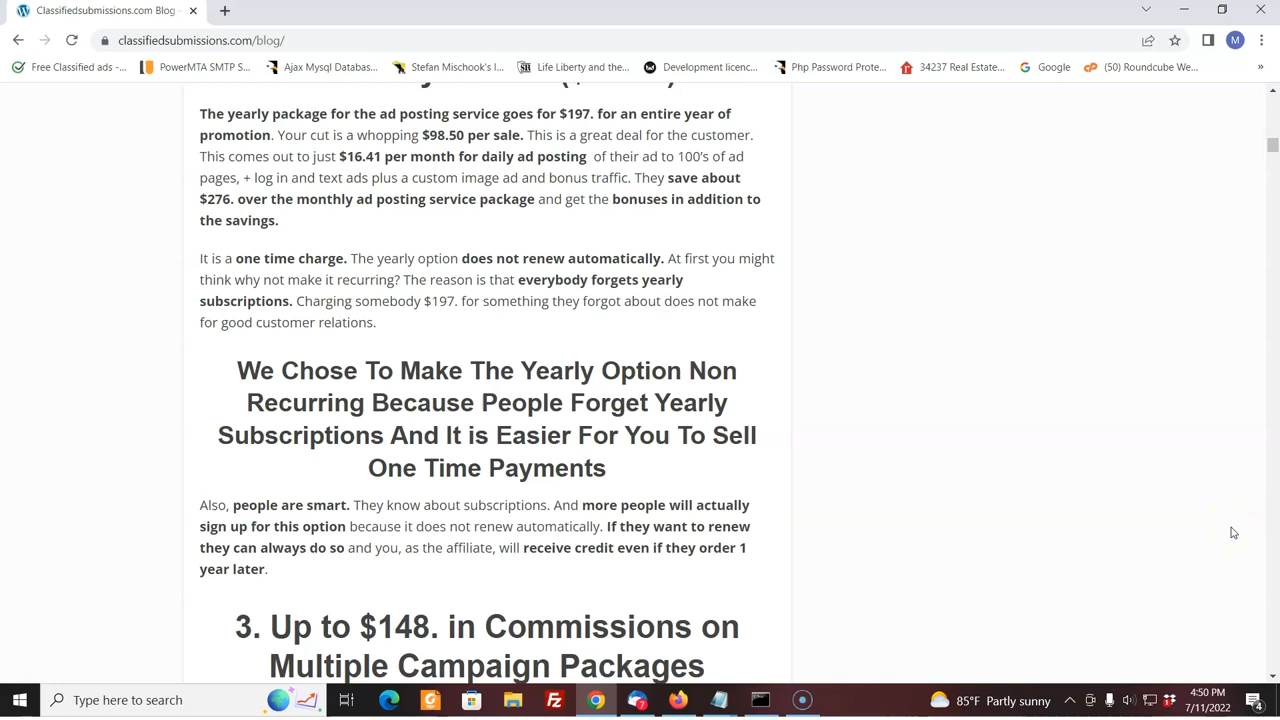 Classifiedsubmissions.com Blog -
classifiedsubmissions.com/blog/
M
Free Classified ads -... PowerMTA SMTP S... Ajax Mysql Databas... Stefan Mischook's I... Life Liberty and the... Development licenc... Php Password Prote... 34237 Real Estate... Google (50) Roundcube We... »
The yearly package for the ad posting service goes for $197. for an entire year of
promotion. Your cut is a whopping $98.50 per sale. This is a great deal for the customer.
This comes out to just $16.41 per month for daily ad posting of their ad to 100's of ad
pages, + log in and text ads plus a custom image ad and bonus traffic. They save about
$276. over the monthly ad posting service package and get the bonuses in addition to
the savings.
It is a one time charge. The yearly option does not renew automatically. At first you might
think why not make it recurring? The reason is that everybody forgets yearly
subscriptions. Charging somebody $197. for something they forgot about does not make
for good customer relations.
We Chose To Make The Yearly Option Non
Recurring Because People Forget Yearly
Subscriptions And It is Easier For You To Sell
One Time Payments
Also, people are smart. They know about subscriptions. And more people will actually
sign up for this option because it does not renew automatically. If they want to renew
they can always do so and you, as the affiliate, will receive credit even if they order 1
year later.
3. Up to $148. in Commissions on
Multiple Campaign Packages
Type here to search
7
85°F Partly sunny
4:50 PM
7/11/2022
4